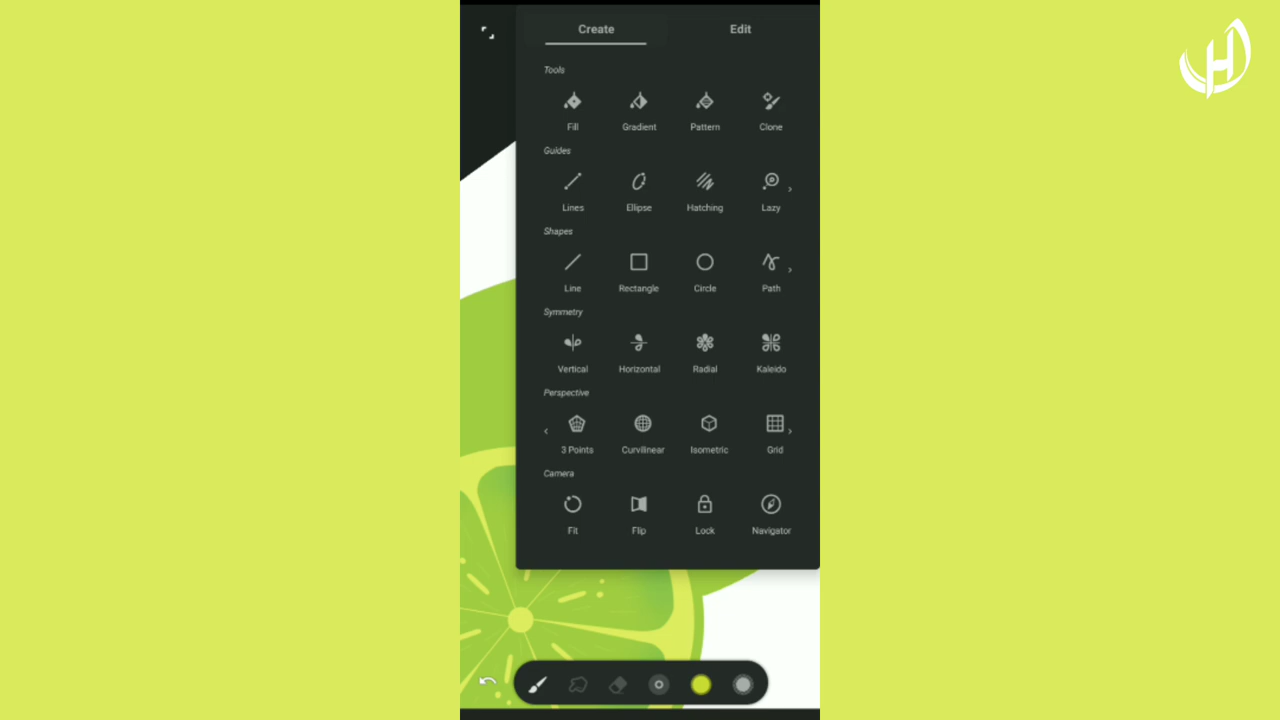 Create Edit
Tools
Fill Gradient Pattern Clone
Guides
Lines Ellipse Hatching Lazy
Shapes
Line Rectangle Circle Path
Symmetry
Vertical Horizontal Radial Kaleido
Perspective
3 Points Curvilinear Isometric Grid
Camera
Fit Flip Lock Navigator